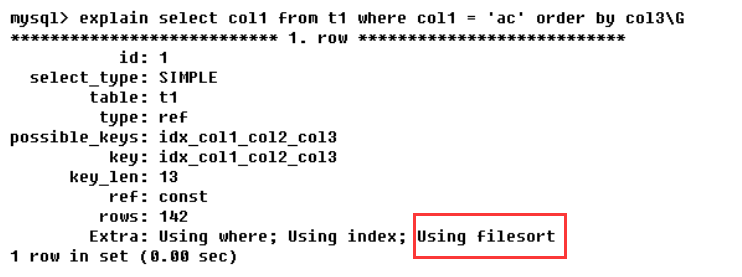 mysql> explain select col1 from t1 where col1 = 'ac' order by col3\G
*************************** 1. row ***************************
id: 1
select_type: SIMPLE
table: t1
type: ref
possible_keys: idx_col1_col2_col3
key: idx_col1_col2_col3
key_len: 13
ref: const
rows: 142
Extra: Using where; Using index; Using filesort
1 row in set (0.00 sec)